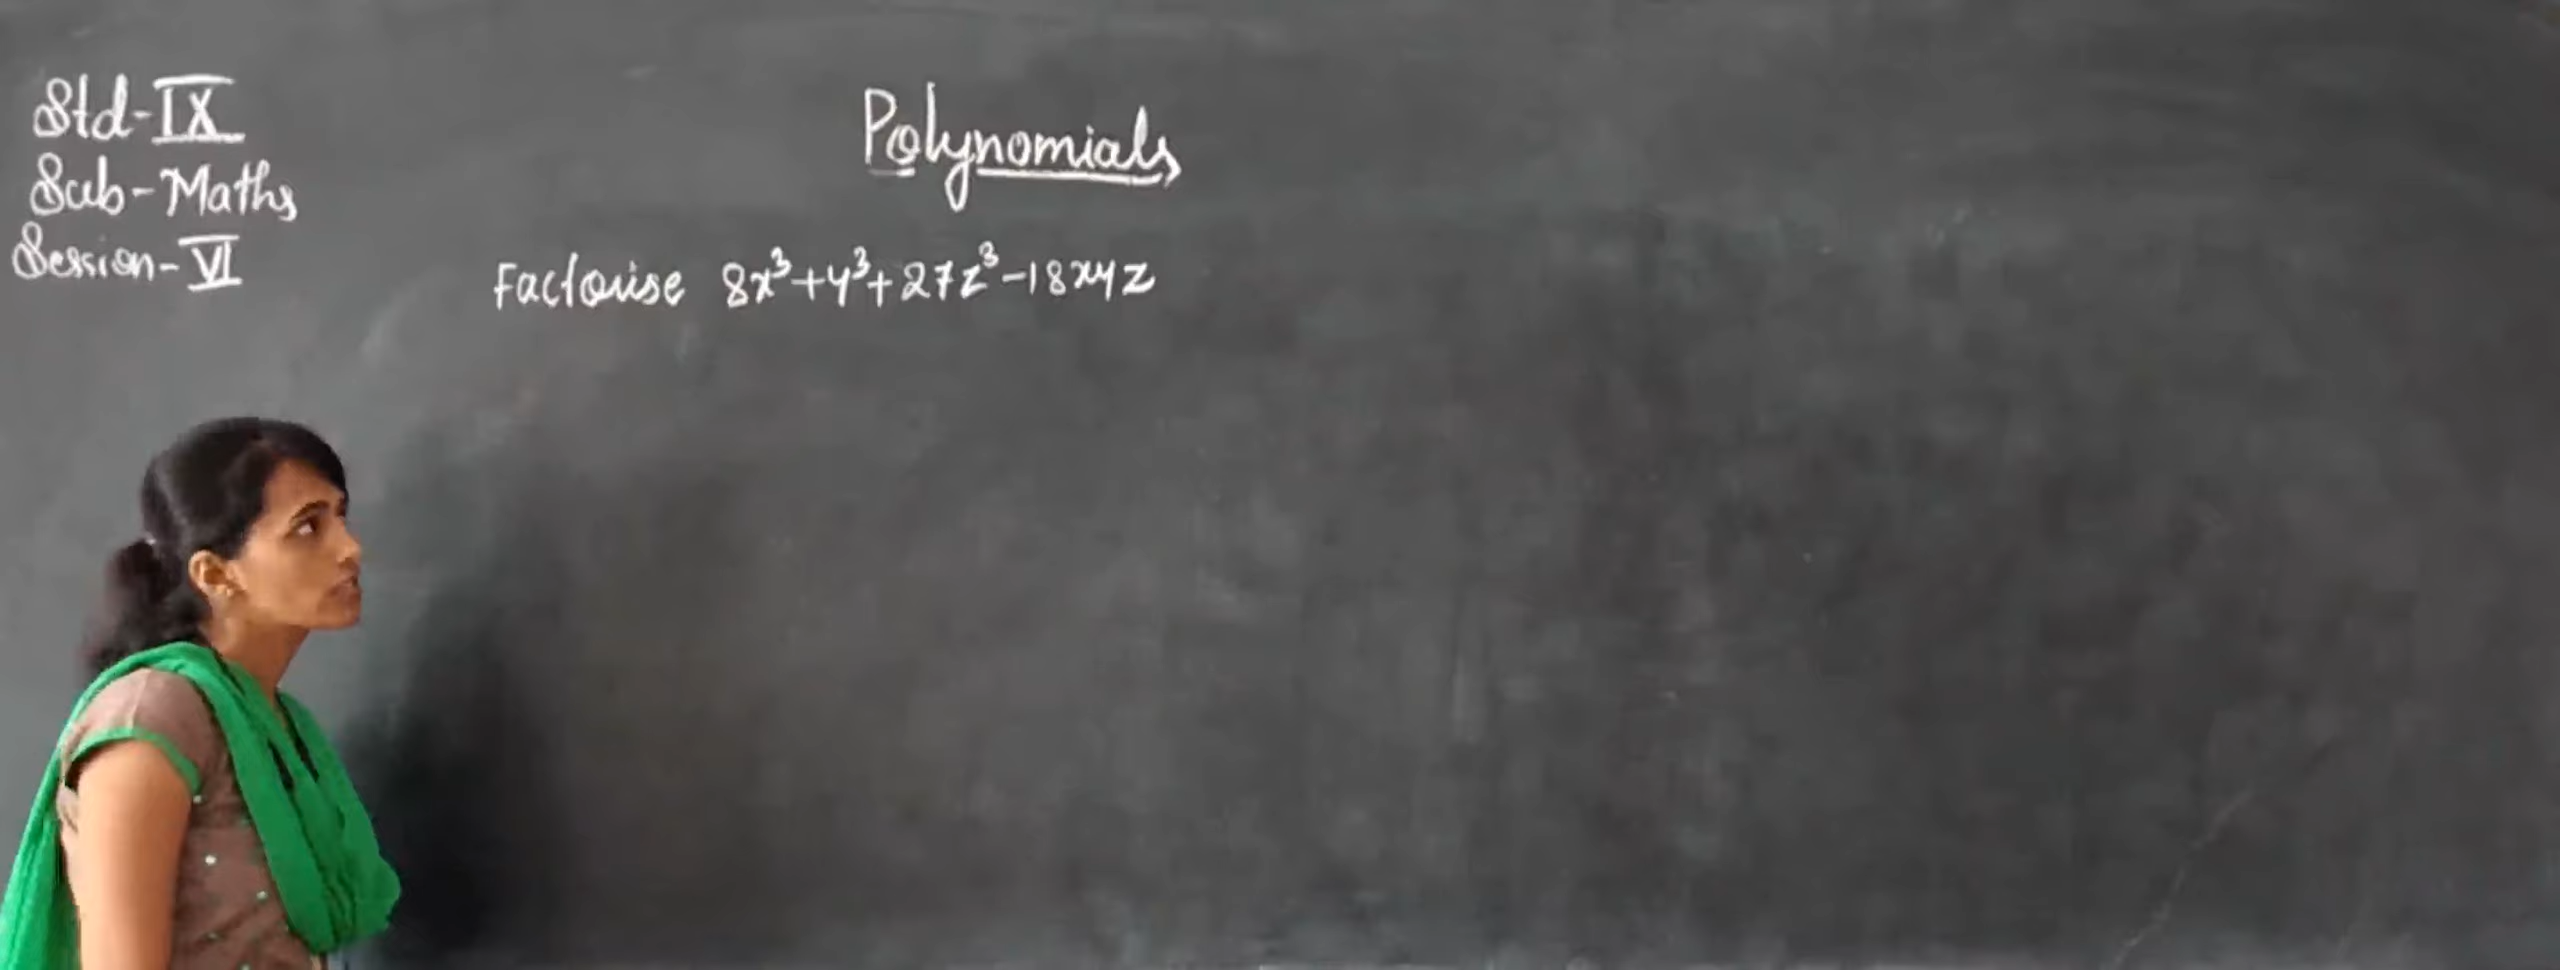 Std-IX
Sub-Maths
Session-VI
Polynomials
Factorise 8x³+y³+27z³-18xyz